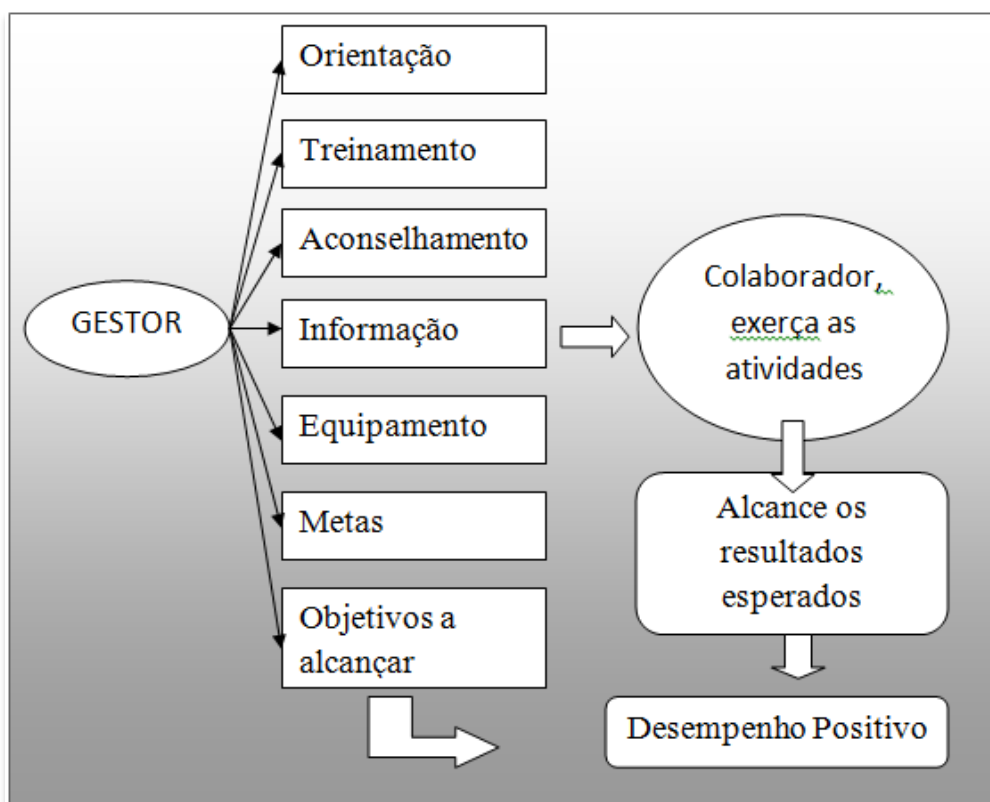 GESTOR
Orientação
Treinamento
Aconselhamento
Informação
Equipamento
Metas
Objetivos a
alcançar
Colaborador,
exerça as
atividades
Alcance os
resultados
esperados
Desempenho Positivo